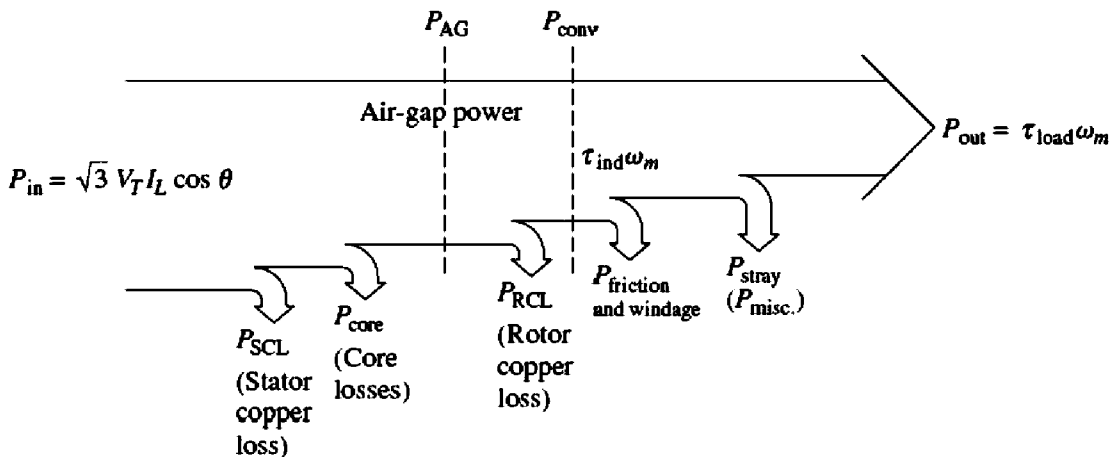 P_AG
P_conv
Air-gap power
P_out = τ_load ω_m
τ_ind ω_m
P_in = √3 V_T I_L cos θ
P_SCL
(Stator
copper
loss)
P_core
(Core
losses)
P_RCL
(Rotor
copper
loss)
P_friction
and windage
P_stray
(P_misc.)